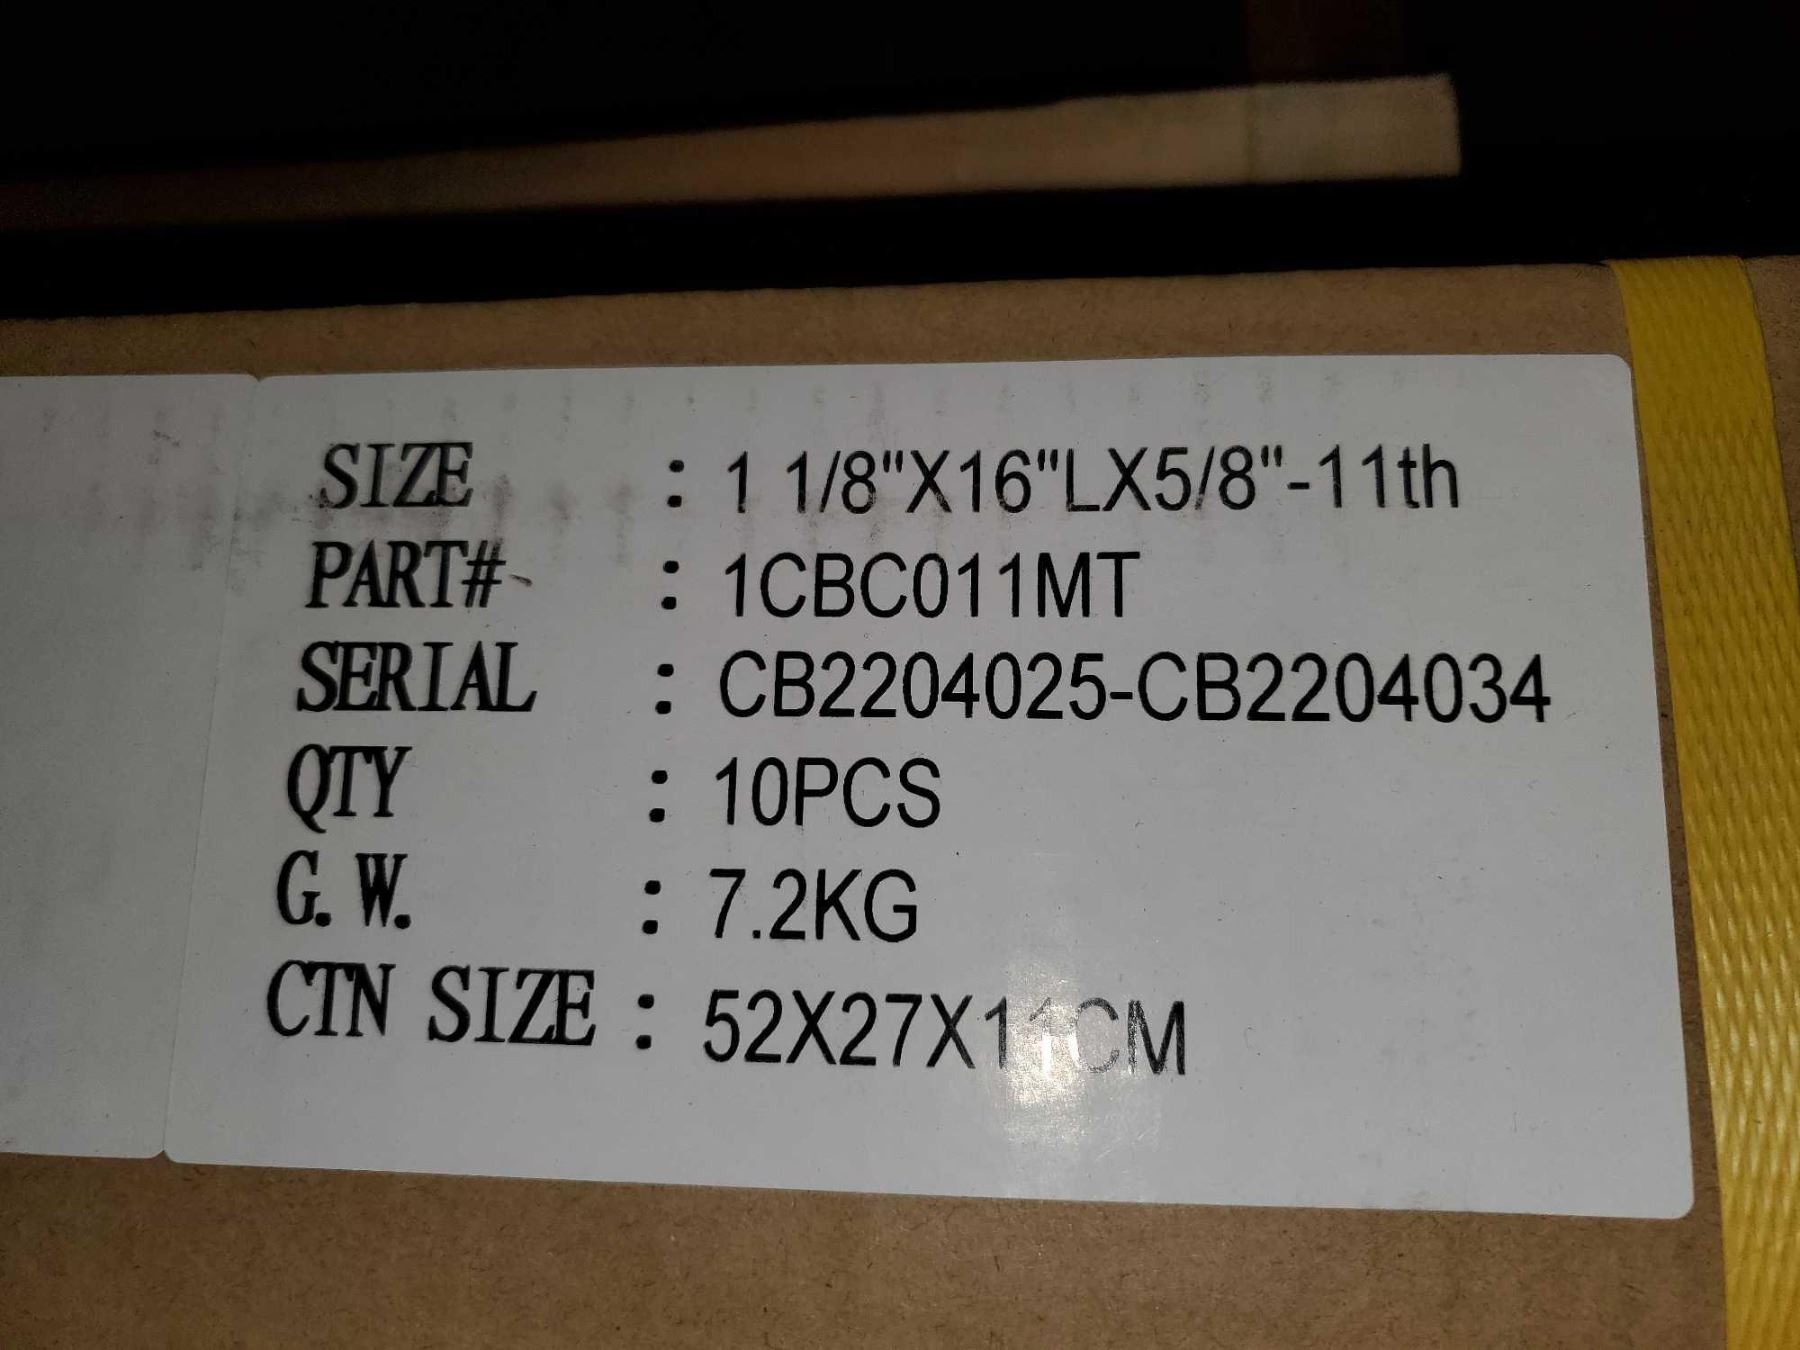 SIZE : 1 1/8"X16"LX5/8"-11th
PART# : 1CBC011MT
SERIAL : CB2204025-CB2204034
QTY : 10PCS
G.W. : 7.2KG
CTN SIZE : 52X27X11CM